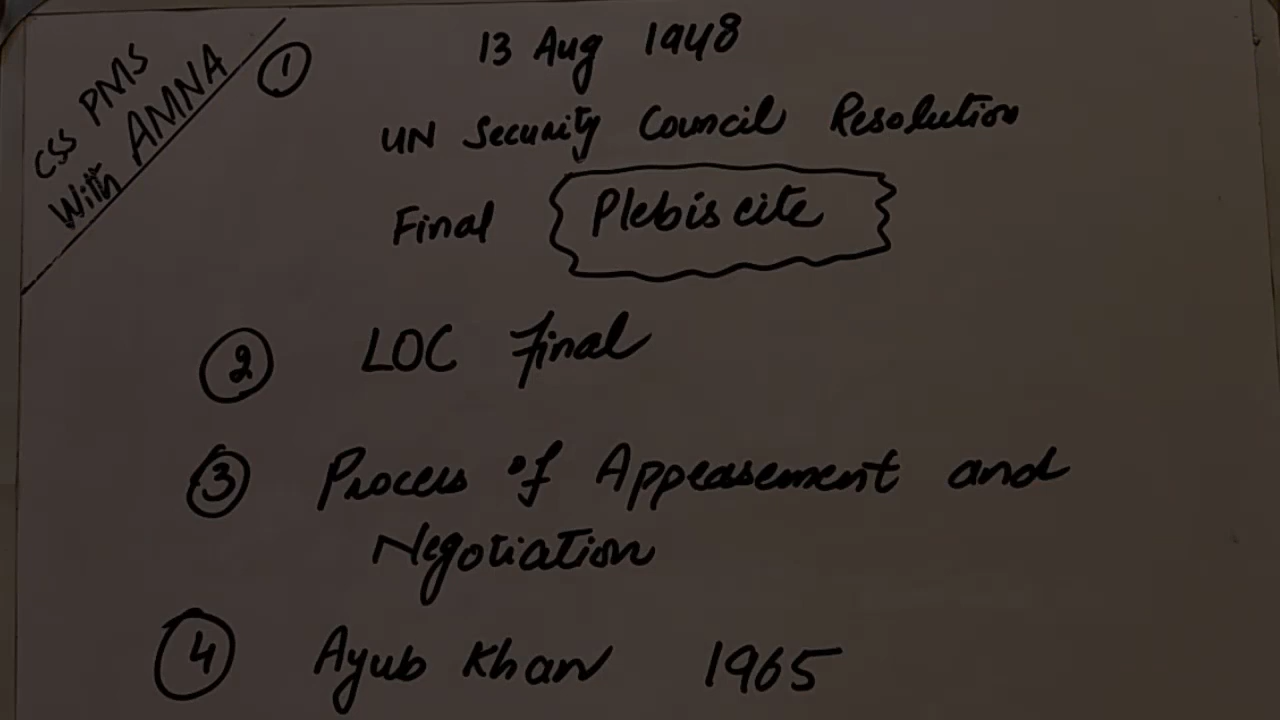 CSS PMS
With AMNA
① 13 Aug 1948
UN Security Council Resolution
Final Plebiscite
② LOC Final
③ Process of Appeasement and
Negotiation
④ Ayub Khan 1965